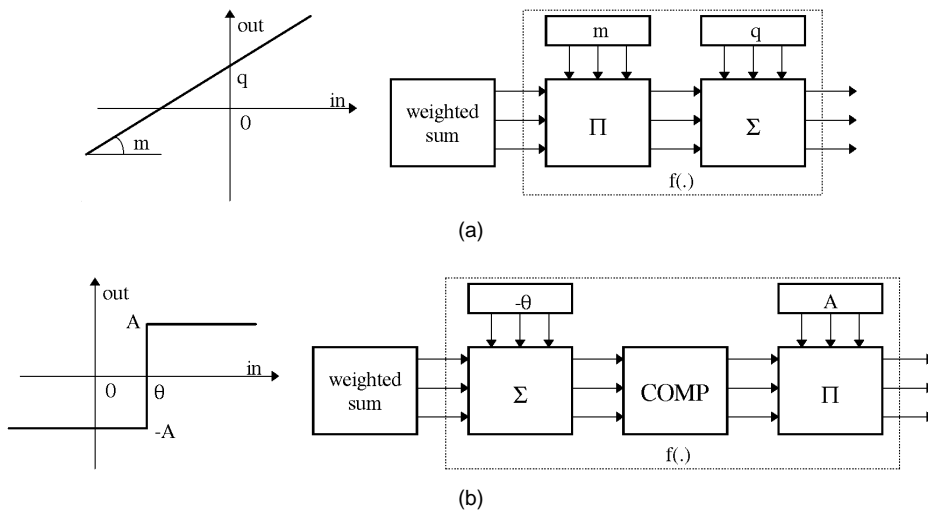 out
q
in
0
m
m
q
weighted
sum
Π
Σ
f(.)
(a)
out
A
in
0
θ
-A
-θ
A
weighted
sum
Σ
COMP
Π
f(.)
(b)